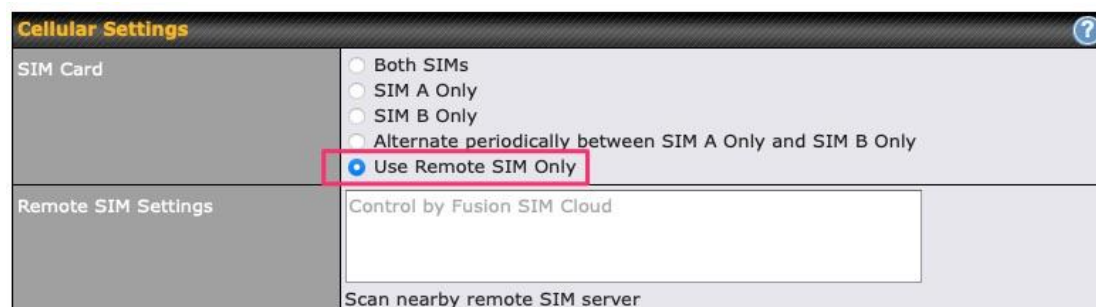 Cellular Settings
?
SIM Card
Both SIMs
SIM A Only
SIM B Only
Alternate periodically between SIM A Only and SIM B Only
Use Remote SIM Only
Remote SIM Settings
Control by Fusion SIM Cloud
Scan nearby remote SIM server